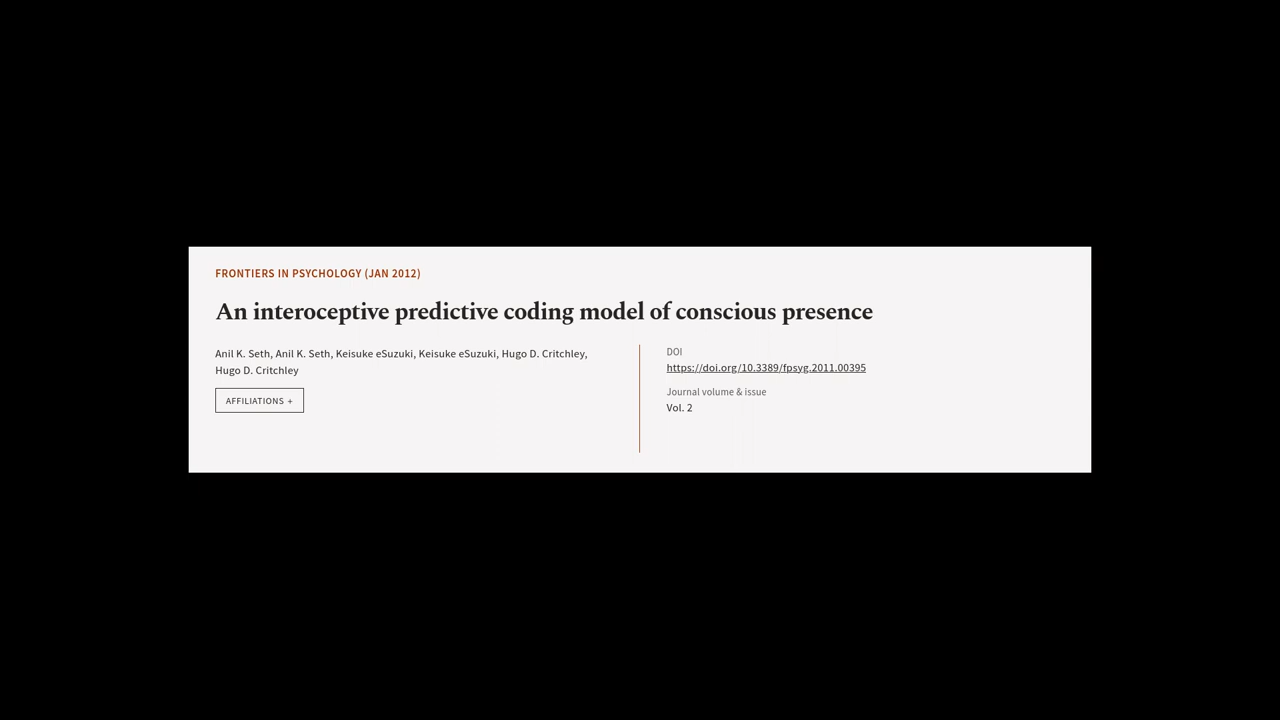 FRONTIERS IN PSYCHOLOGY (JAN 2012)
An interoceptive predictive coding model of conscious presence
Anil K. Seth, Anil K. Seth, Keisuke eSuzuki, Keisuke eSuzuki, Hugo D. Critchley,
Hugo D. Critchley
AFFILIATIONS +
DOI
https://doi.org/10.3389/fpsyg.2011.00395
Journal volume & issue
Vol. 2